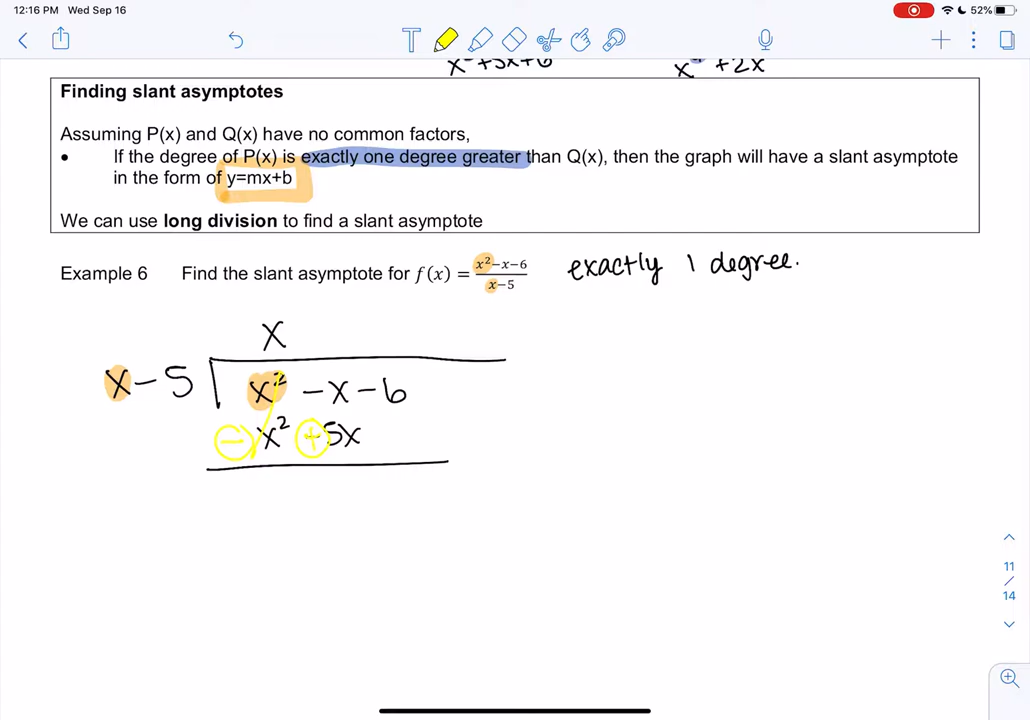 12:16 PM Wed Sep 16
52%
T
x² +2x
Finding slant asymptotes
Assuming P(x) and Q(x) have no common factors,
• If the degree of P(x) is exactly one degree greater than Q(x), then the graph will have a slant asymptote
in the form of y=mx+b
We can use long division to find a slant asymptote
Example 6 Find the slant asymptote for f(x) = (x²−x−6)/(x−5) exactly 1 degree.
x
x - 5 x² - x - 6
- x² + 5x
11
/
14